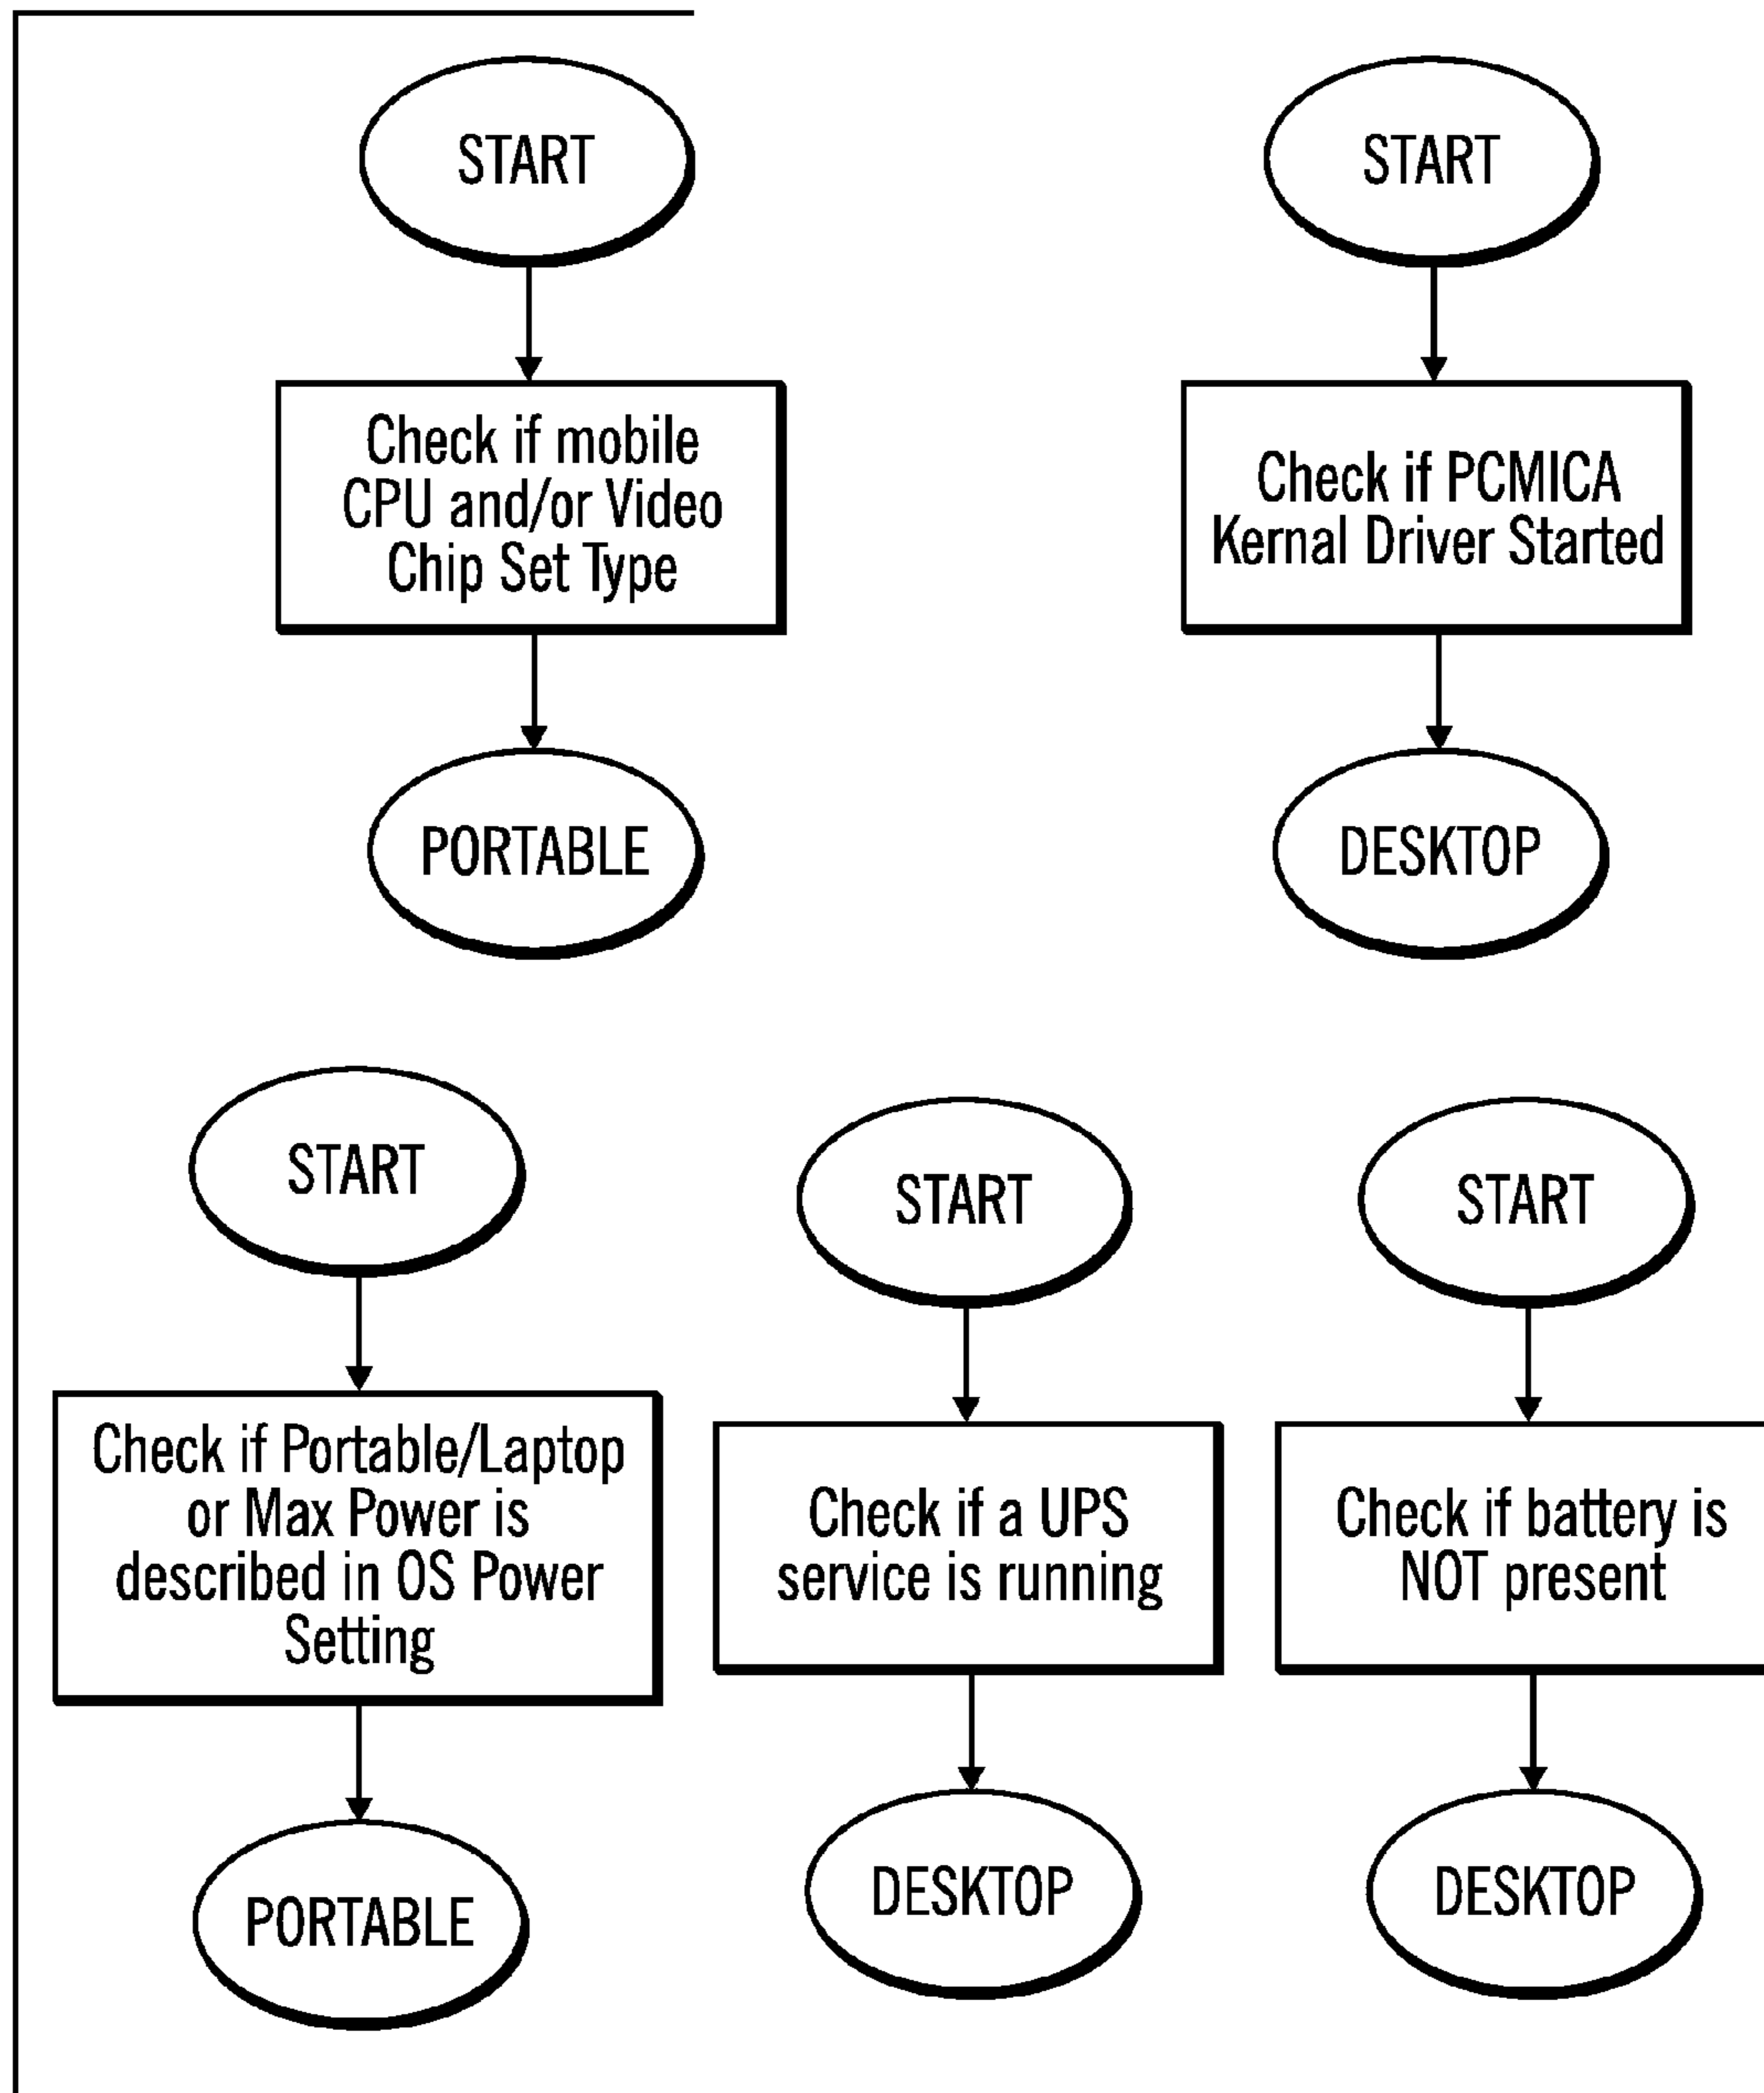 START
Check if mobile
CPU and/or Video
Chip Set Type
PORTABLE
START
Check if PCMICA
Kernal Driver Started
DESKTOP
START
Check if Portable/Laptop
or Max Power is
described in OS Power
Setting
PORTABLE
START
Check if a UPS
service is running
DESKTOP
START
Check if battery is
NOT present
DESKTOP